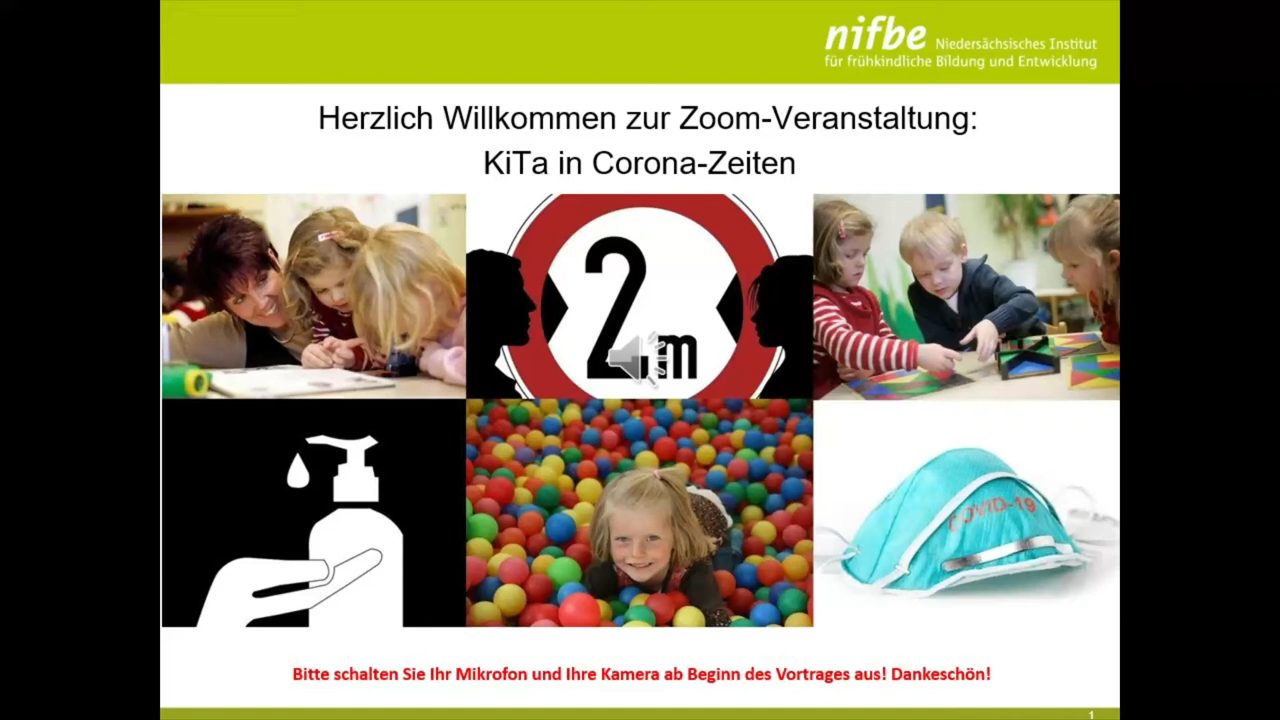 nifbe Niedersächsisches Institut
für frühkindliche Bildung und Entwicklung
Herzlich Willkommen zur Zoom-Veranstaltung:
KiTa in Corona-Zeiten
2 m
COVID-19
Bitte schalten Sie Ihr Mikrofon und Ihre Kamera ab Beginn des Vortrages aus! Dankeschön!
1